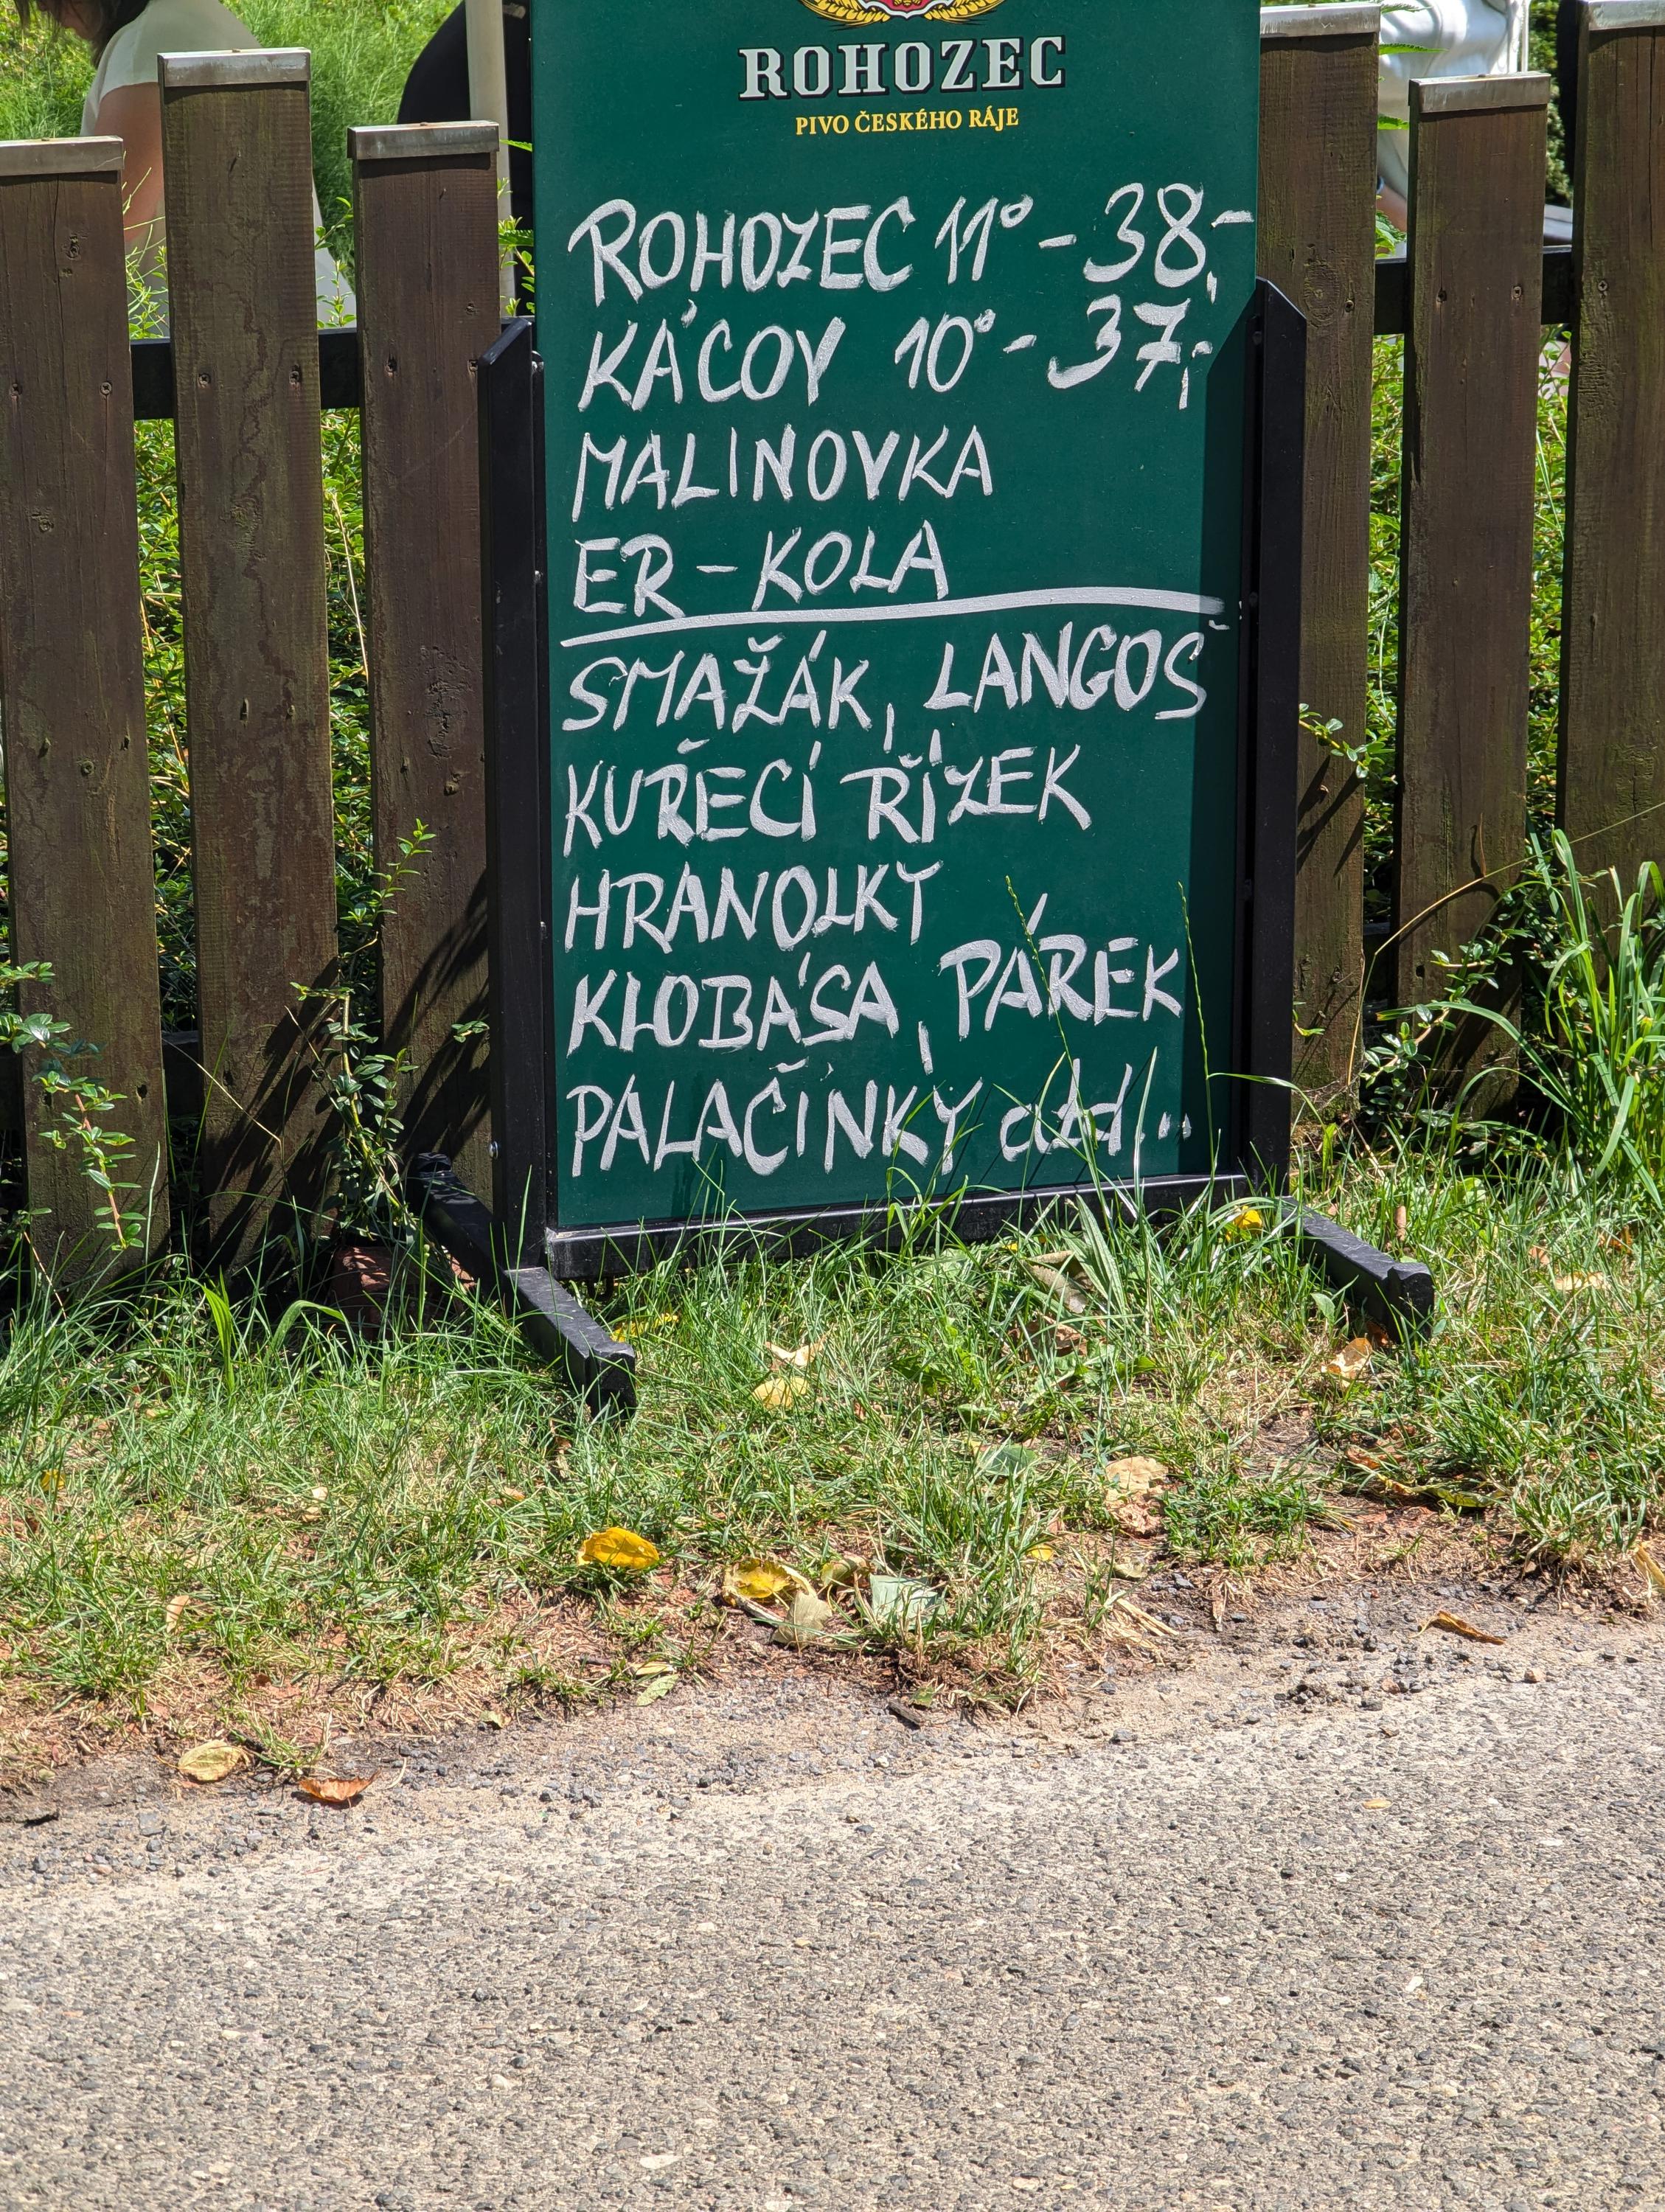 ROHOZEC
PIVO ČESKÉHO RÁJE
ROHOZEC 11° - 38,-
KÁCOV 10° - 37,-
MALINOVKA
ER - KOLA
SMAŽÁK, LANGOŠ
KUŘECÍ ŘÍZEK
HRANOLKY
KLOBÁSA, PÁREK
PALAČINKY atd...